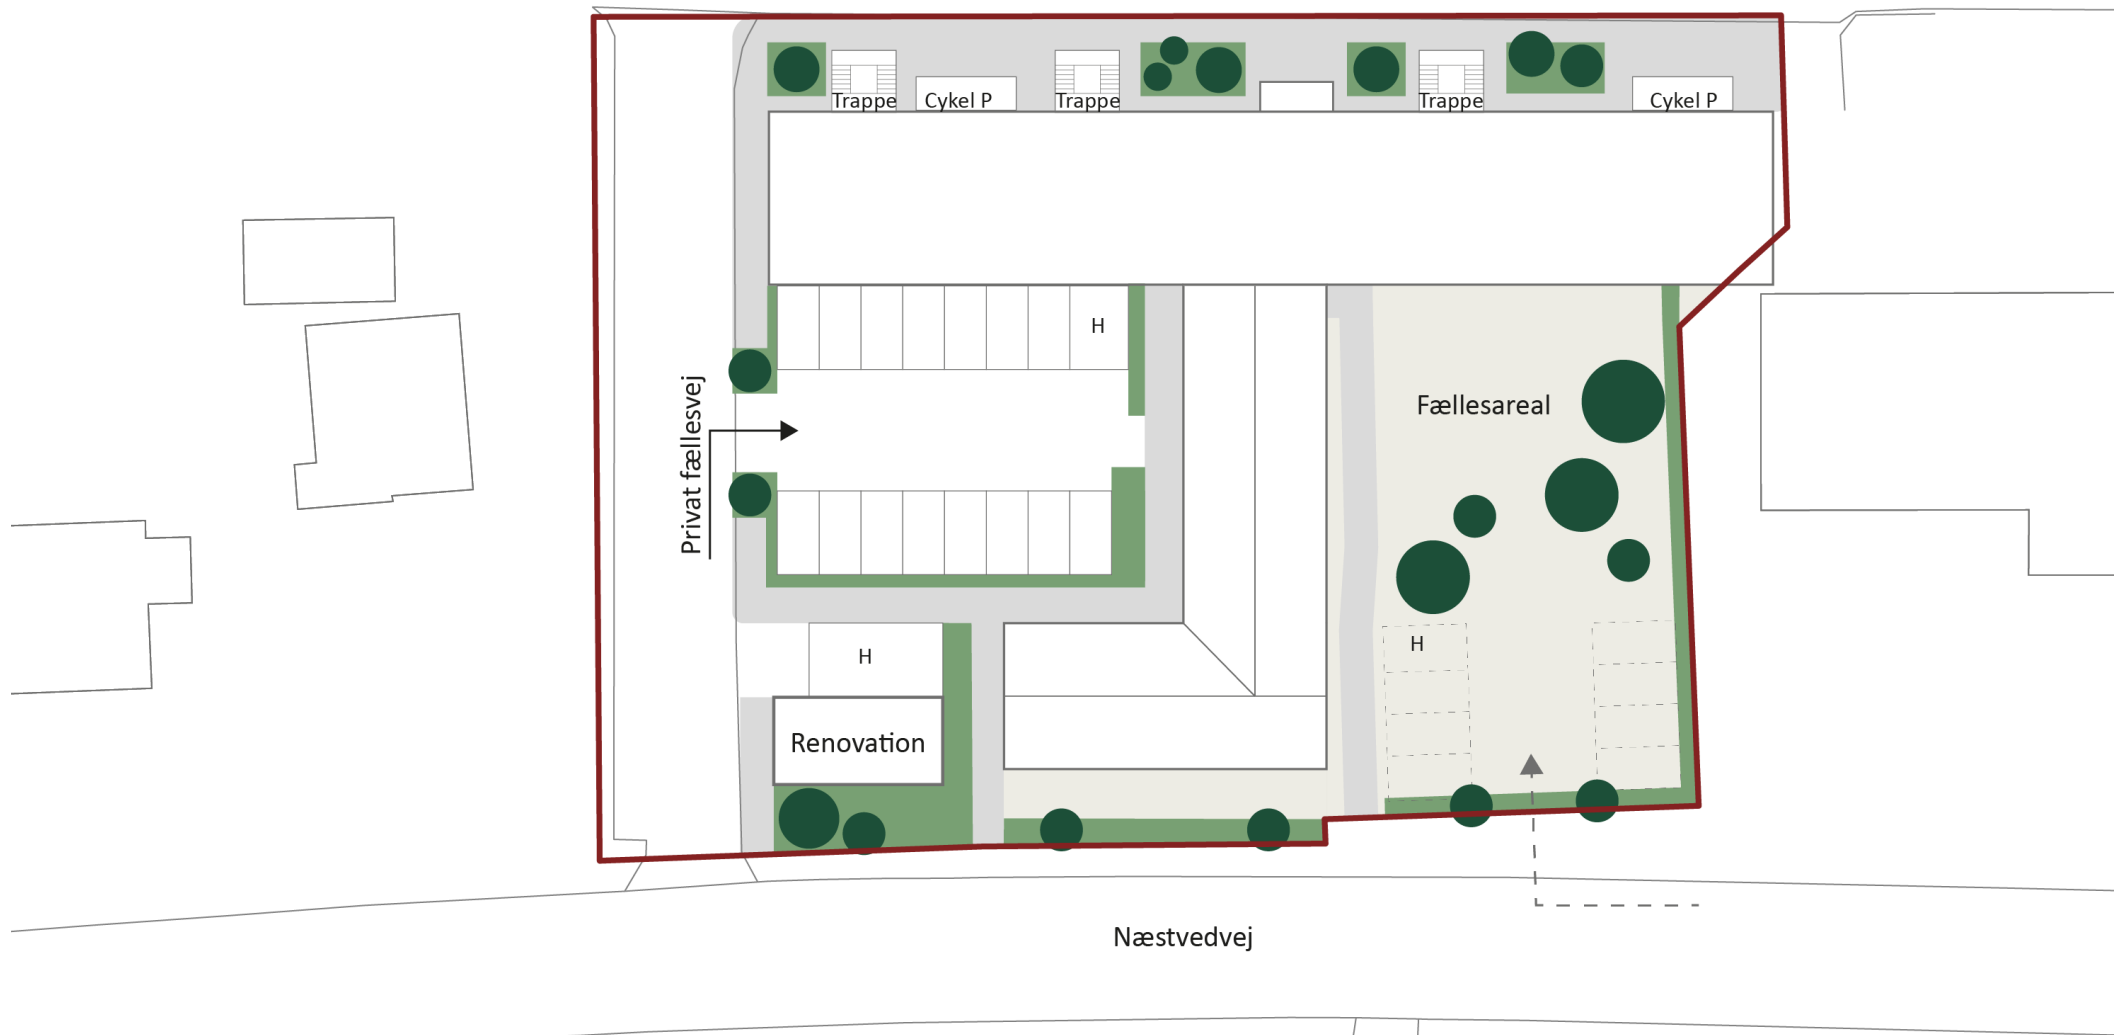 Trappe
Cykel P
Trappe
Trappe
Cykel P
H
Privat fællesvej
Fællesareal
H
H
Renovation
Næstvedvej